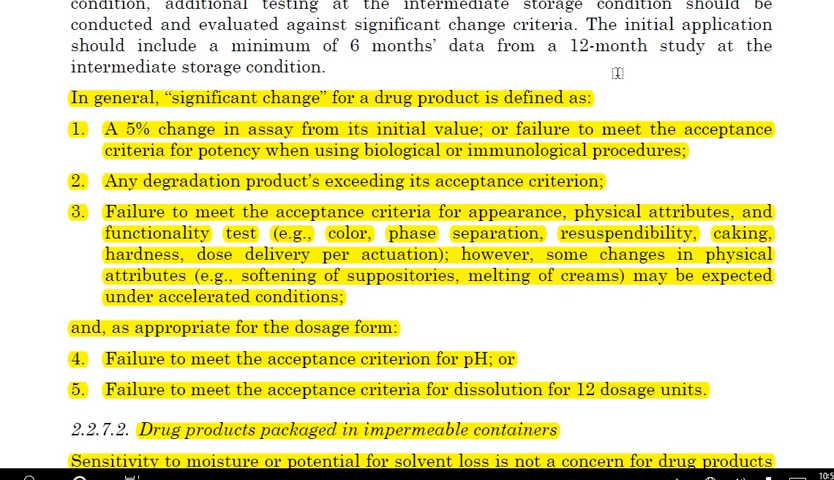 condition, additional testing at the intermediate storage condition should be
conducted and evaluated against significant change criteria. The initial application
should include a minimum of 6 months’ data from a 12-month study at the
intermediate storage condition.
In general, “significant change” for a drug product is defined as:
1. A 5% change in assay from its initial value; or failure to meet the acceptance
criteria for potency when using biological or immunological procedures;
2. Any degradation product’s exceeding its acceptance criterion;
3. Failure to meet the acceptance criteria for appearance, physical attributes, and
functionality test (e.g., color, phase separation, resuspendibility, caking,
hardness, dose delivery per actuation); however, some changes in physical
attributes (e.g., softening of suppositories, melting of creams) may be expected
under accelerated conditions;
and, as appropriate for the dosage form:
4. Failure to meet the acceptance criterion for pH; or
5. Failure to meet the acceptance criteria for dissolution for 12 dosage units.
2.2.7.2. Drug products packaged in impermeable containers
Sensitivity to moisture or potential for solvent loss is not a concern for drug products